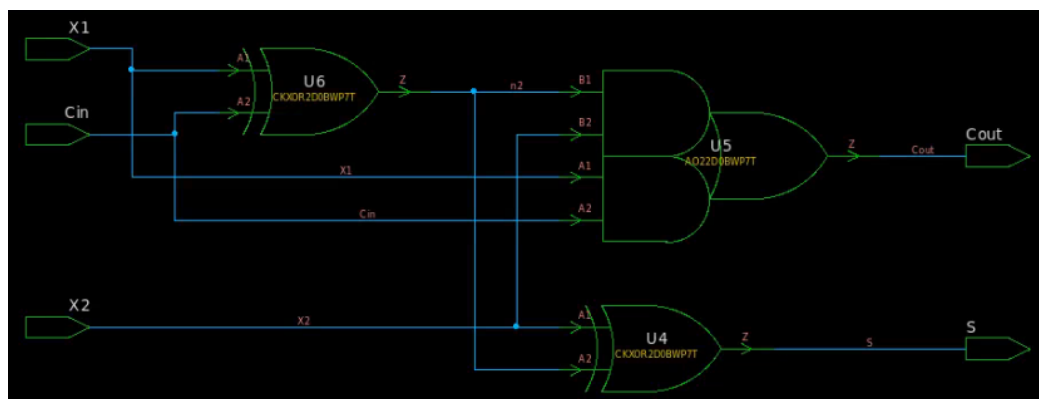 X1
A1
U6
CKXOR2D0BWP7T
A2
Z
n2
B1
Cin
B2
U5
AO22D0BWP7T
Z
Cout
Cout
X1
A1
Cin
A2
X2
X2
A1
U4
CKXOR2D0BWP7T
A2
Z
S
S